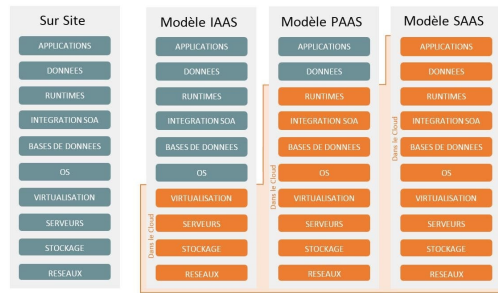 Sur Site
APPLICATIONS
DONNEES
RUNTIMES
INTEGRATION SOA
BASES DE DONNEES
OS
VIRTUALISATION
SERVEURS
STOCKAGE
RESEAUX
Modèle IAAS
APPLICATIONS
DONNEES
RUNTIMES
INTEGRATION SOA
BASES DE DONNEES
OS
VIRTUALISATION
SERVEURS
STOCKAGE
RESEAUX
Dans le Cloud
Modèle PAAS
APPLICATIONS
DONNEES
RUNTIMES
INTEGRATION SOA
BASES DE DONNEES
OS
VIRTUALISATION
SERVEURS
STOCKAGE
RESEAUX
Dans le Cloud
Modèle SAAS
APPLICATIONS
DONNEES
RUNTIMES
INTEGRATION SOA
BASES DE DONNEES
OS
VIRTUALISATION
SERVEURS
STOCKAGE
RESEAUX
Dans le Cloud